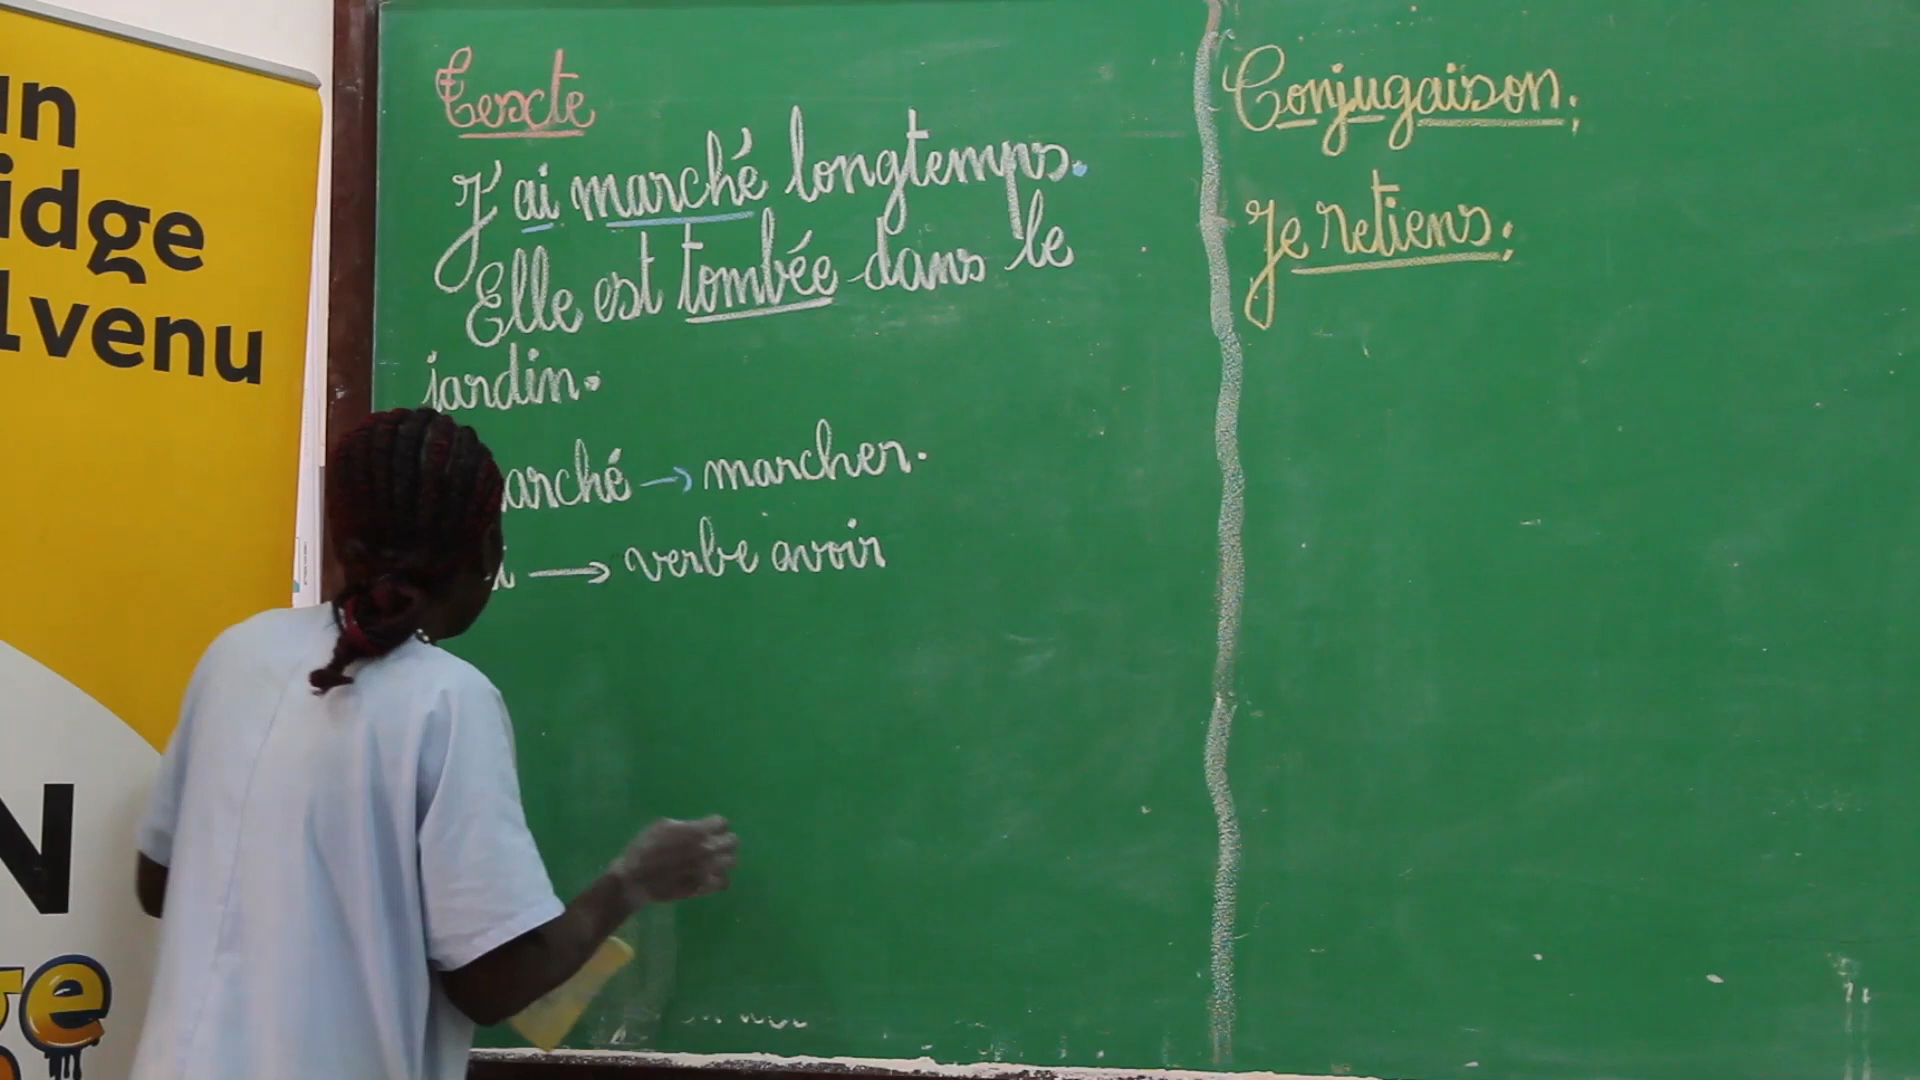 un
idge
lvenu
N
e
Texte
J'ai marché longtemps.
Elle est tombée dans le
jardin.
arché → marcher.
i → verbe avoir
Conjugaison:
Je retiens: